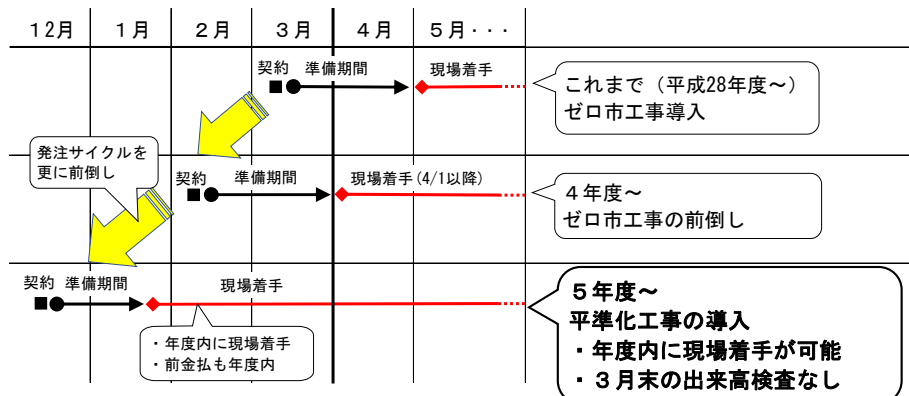 12月 1月 2月 3月 4月 5月・・・
契約 準備期間 現場着手
これまで（平成28年度～）
ゼロ市工事導入
発注サイクルを
更に前倒し
契約 準備期間 現場着手(4/1以降)
４年度～
ゼロ市工事の前倒し
契約 準備期間 現場着手
・年度内に現場着手
・前金払も年度内
５年度～
平準化工事の導入
・年度内に現場着手が可能
・３月末の出来高検査なし